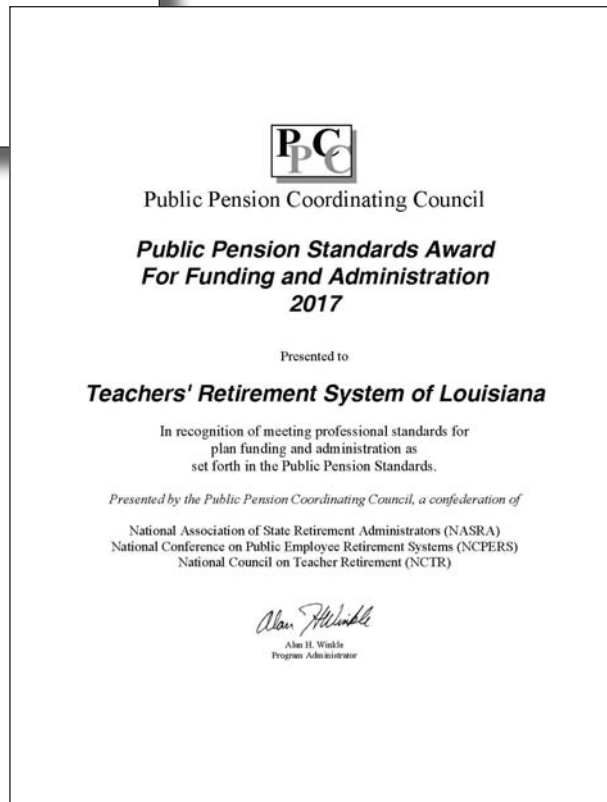 PPCC
Public Pension Coordinating Council
Public Pension Standards Award
For Funding and Administration
2017
Presented to
Teachers' Retirement System of Louisiana
In recognition of meeting professional standards for
plan funding and administration as
set forth in the Public Pension Standards.
Presented by the Public Pension Coordinating Council, a confederation of
National Association of State Retirement Administrators (NASRA)
National Conference on Public Employee Retirement Systems (NCPERS)
National Council on Teacher Retirement (NCTR)
Alan H Winkle
Alan H. Winkle
Program Administrator